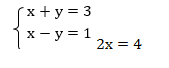 x + y = 3
x − y = 1
2x = 4